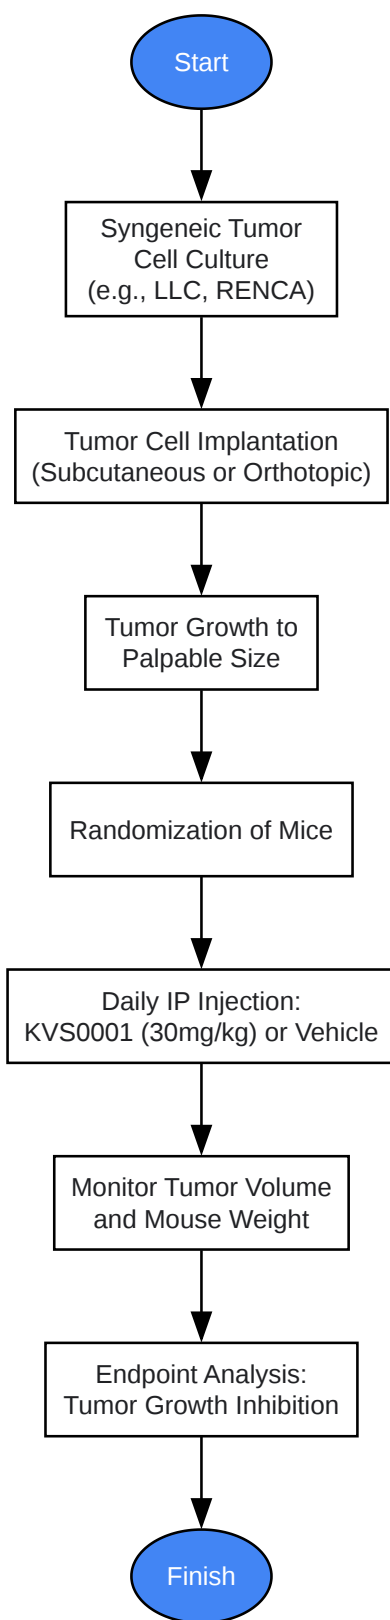 Start
Syngeneic Tumor
Cell Culture
(e.g., LLC, RENCA)
Tumor Cell Implantation
(Subcutaneous or Orthotopic)
Tumor Growth to
Palpable Size
Randomization of Mice
Daily IP Injection:
KVS0001 (30mg/kg) or Vehicle
Monitor Tumor Volume
and Mouse Weight
Endpoint Analysis:
Tumor Growth Inhibition
Finish